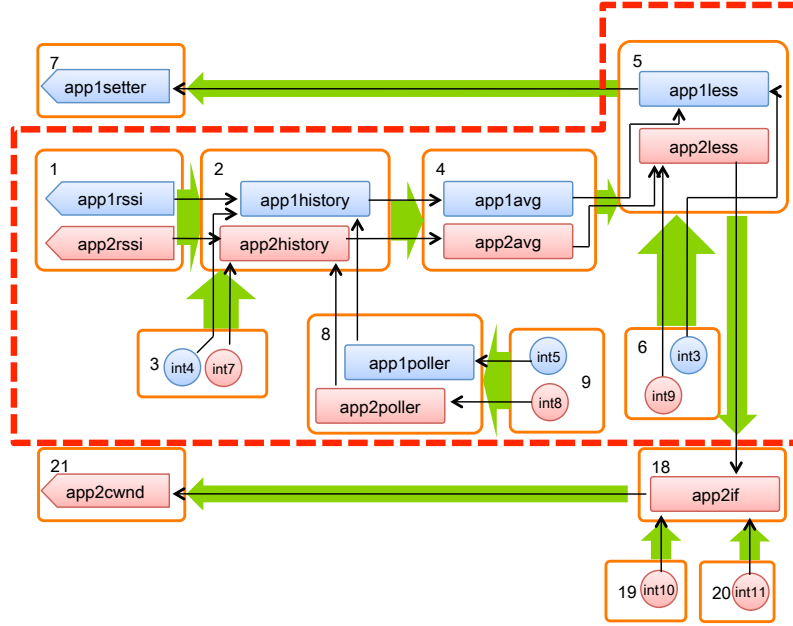 7
app1setter
5
app1less
app2less
1
app1rssi
app2rssi
2
app1history
app2history
4
app1avg
app2avg
3
int4
int7
8
app1poller
app2poller
int5
int8
9
6
int9
int3
21
app2cwnd
18
app2if
19
int10
20
int11